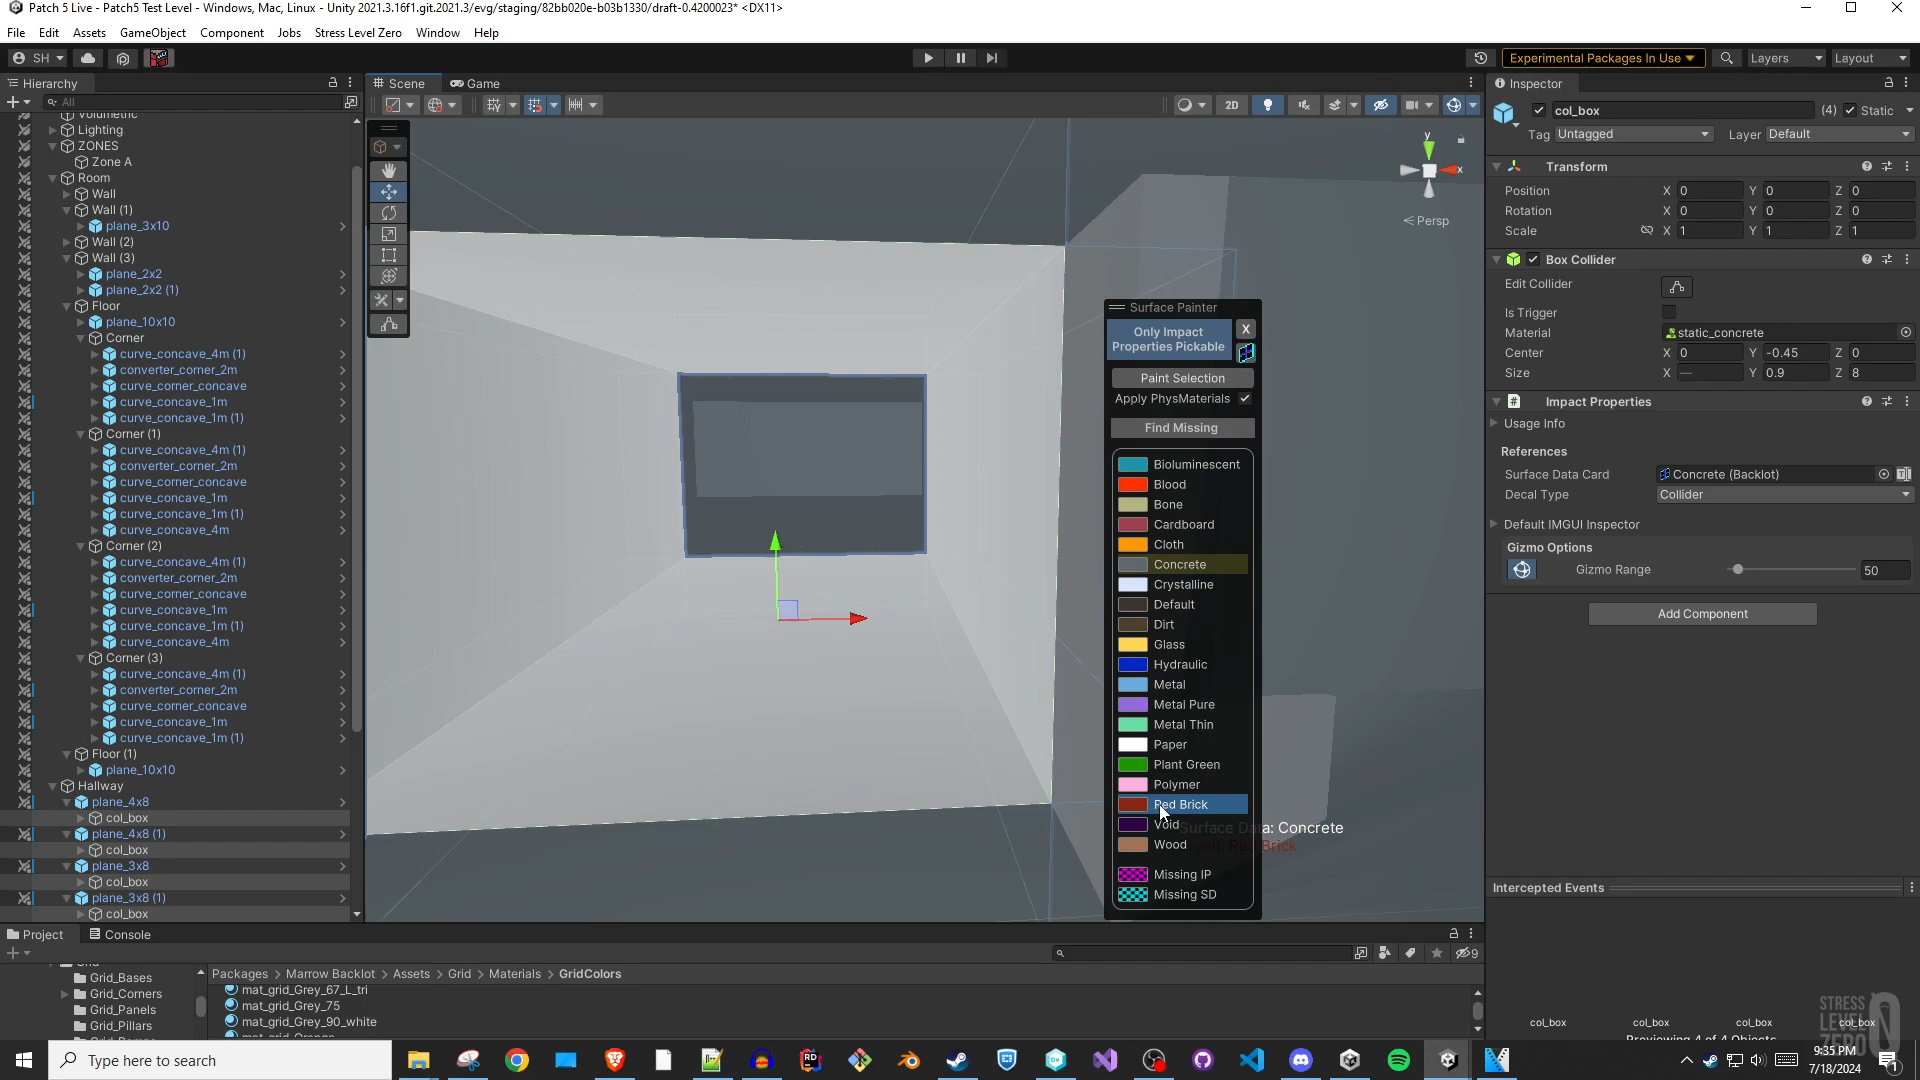 Patch 5 Live - Patch5 Test Level - Windows, Mac, Linux - Unity 2021.3.16f1.git.2021.3/evg/staging/82bb020e-b03b1330/draft-0.4200023* <DX11>
File Edit Assets GameObject Component Jobs Stress Level Zero Window Help
SH Experimental Packages In Use Layers Layout
Hierarchy
All
Volumetric
Lighting
ZONES
Zone A
Room
Wall
Wall (1)
plane_3x10
Wall (2)
Wall (3)
plane_2x2
plane_2x2 (1)
Floor
plane_10x10
Corner
curve_concave_4m (1)
converter_corner_2m
curve_corner_concave
curve_concave_1m
curve_concave_1m (1)
Corner (1)
curve_concave_4m (1)
converter_corner_2m
curve_corner_concave
curve_concave_1m
curve_concave_1m (1)
curve_concave_4m
Corner (2)
curve_concave_4m (1)
converter_corner_2m
curve_corner_concave
curve_concave_1m
curve_concave_1m (1)
curve_concave_4m
Corner (3)
curve_concave_4m (1)
converter_corner_2m
curve_corner_concave
curve_concave_1m
curve_concave_1m (1)
Floor (1)
plane_10x10
Hallway
plane_4x8
col_box
plane_4x8 (1)
col_box
plane_3x8
col_box
plane_3x8 (1)
col_box
Scene Game
2D
y
x
Persp
Surface Painter
Only Impact
Properties Pickable
X
Paint Selection
Apply PhysMaterials
Find Missing
Bioluminescent
Blood
Bone
Cardboard
Cloth
Concrete
Crystalline
Default
Dirt
Glass
Hydraulic
Metal
Metal Pure
Metal Thin
Paper
Plant Green
Polymer
Red Brick
Void
Wood
Missing IP
Missing SD
Surface Data: Concrete
Red Brick
Inspector
col_box (4) Static
Tag Untagged Layer Default
Transform
Position X 0 Y 0 Z 0
Rotation X 0 Y 0 Z 0
Scale X 1 Y 1 Z 1
Box Collider
Edit Collider
Is Trigger
Material static_concrete
Center X 0 Y -0.45 Z 0
Size X — Y 0.9 Z 8
Impact Properties
Usage Info
References
Surface Data Card Concrete (Backlot)
Decal Type Collider
Default IMGUI Inspector
Gizmo Options
Gizmo Range 50
Add Component
Intercepted Events
col_box col_box col_box col_box
Previewing 4 of 4 Objects
STRESS
LEVEL
ZERO
Project Console
9
Grid_Bases
Grid_Corners
Grid_Panels
Grid_Pillars
Packages > Marrow Backlot > Assets > Grid > Materials > GridColors
mat_grid_Grey_67_L_tri
mat_grid_Grey_75
mat_grid_Grey_90_white
Type here to search
9:35 PM
7/18/2024
1